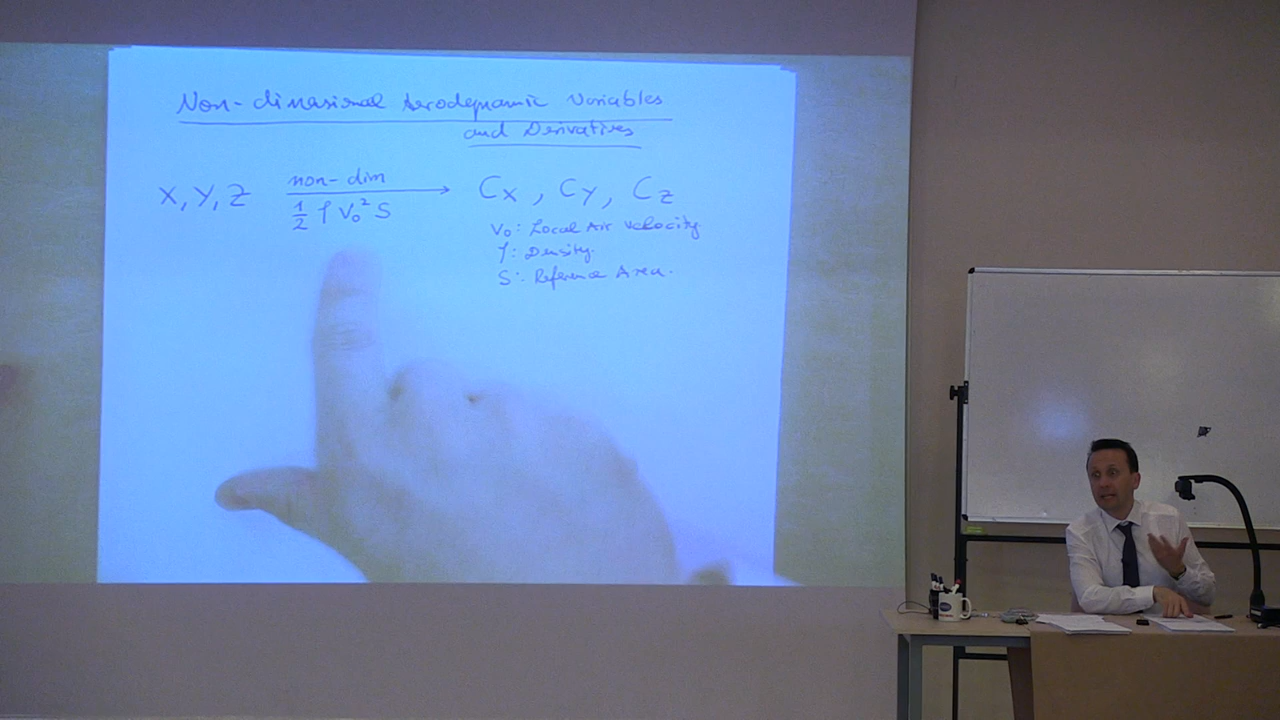 Non-dimensional Aerodynamic Variables
and Derivatives
X, Y, Z non-dim Cx, Cy, Cz
1/2 ρ V₀² S
V₀: Local Air Velocity.
ρ: Density.
S: Reference Area.